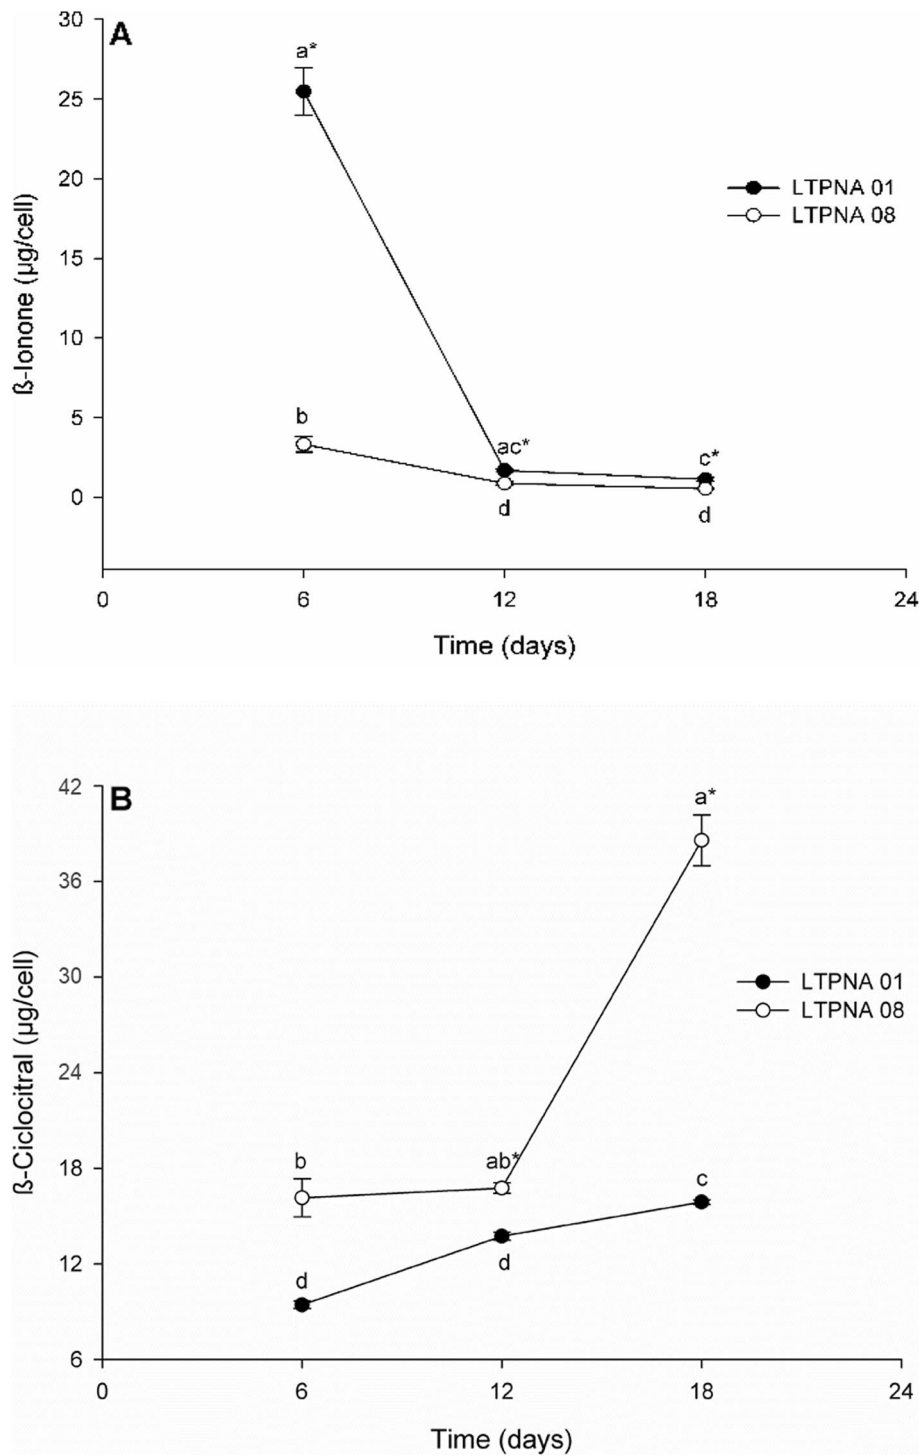 A
30
a*
25
20
LTPNA 01
LTPNA 08
15
10
5
b
ac*
c*
0
d
d
ß-Ionone (µg/cell)
0
6
12
18
24
Time (days)
B
42
a*
36
30
LTPNA 01
LTPNA 08
24
18
b
ab*
c
12
d
d
6
ß-Ciclocitral (µg/cell)
0
6
12
18
24
Time (days)